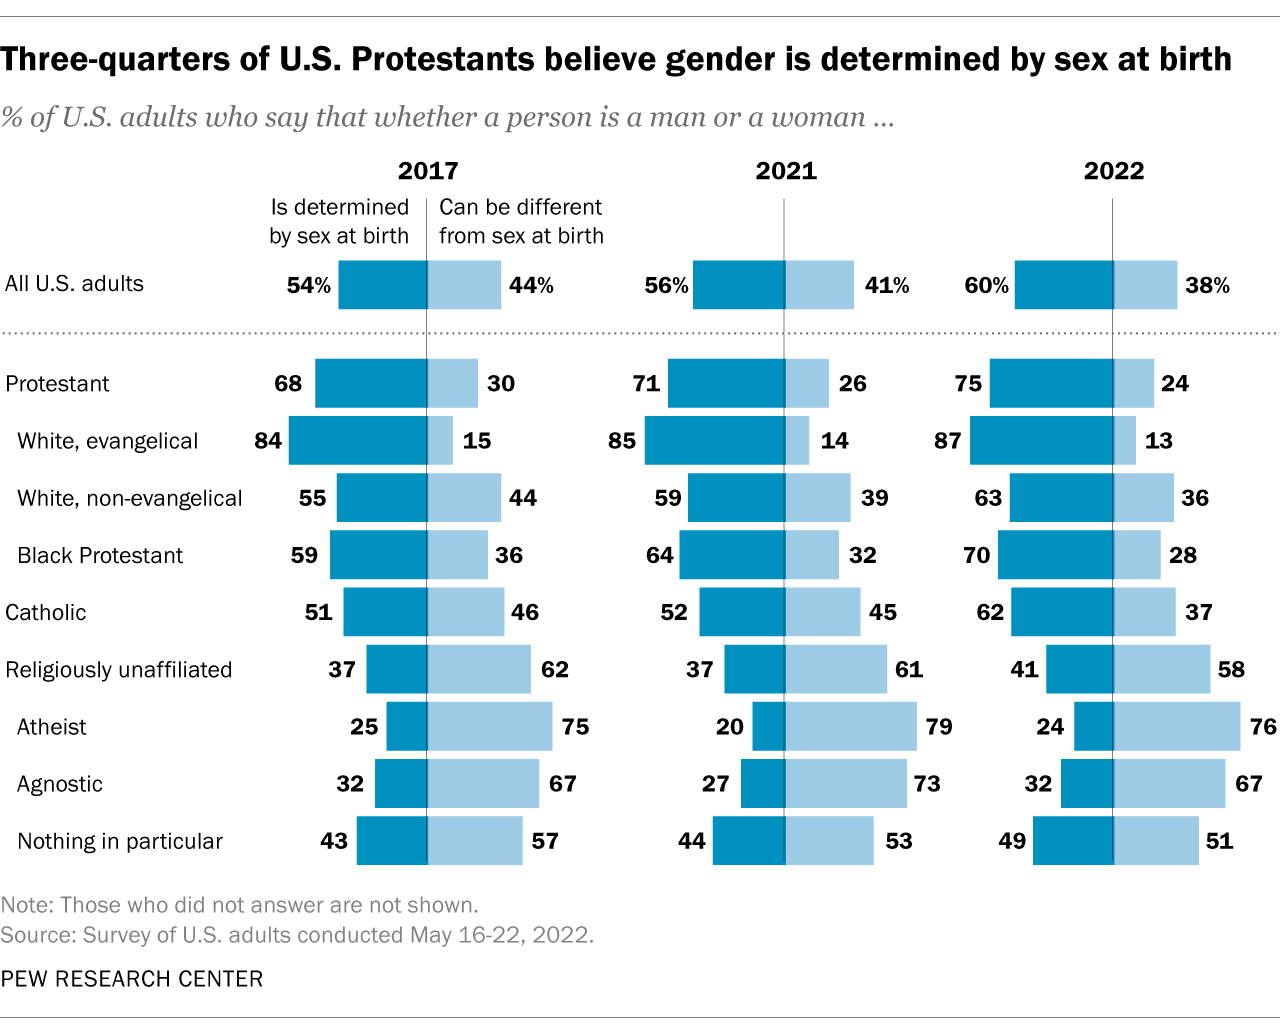 Three-quarters of U.S. Protestants believe gender is determined by sex at birth
% of U.S. adults who say that whether a person is a man or a woman ...
2017 2021 2022
Is determined by sex at birth
Can be different from sex at birth
All U.S. adults 54% 44% 56% 41% 60% 38%
Protestant 68 30 71 26 75 24
White, evangelical 84 15 85 14 87 13
White, non-evangelical 55 44 59 39 63 36
Black Protestant 59 36 64 32 70 28
Catholic 51 46 52 45 62 37
Religiously unaffiliated 37 62 37 61 41 58
Atheist 25 75 20 79 24 76
Agnostic 32 67 27 73 32 67
Nothing in particular 43 57 44 53 49 51
Note: Those who did not answer are not shown.
Source: Survey of U.S. adults conducted May 16-22, 2022.
PEW RESEARCH CENTER